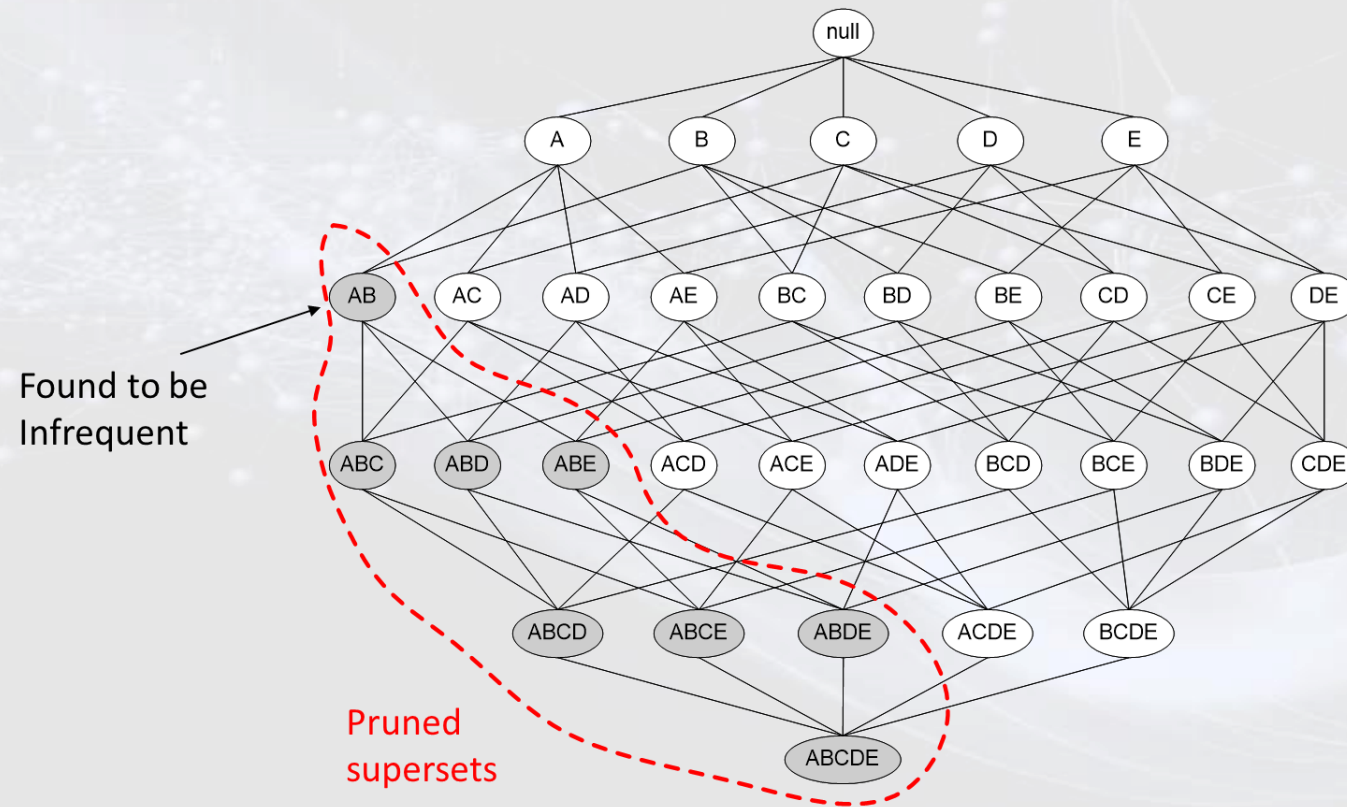 null
A B C D E
AB AC AD AE BC BD BE CD CE DE
Found to be
Infrequent
ABC ABD ABE ACD ACE ADE BCD BCE BDE CDE
ABCD ABCE ABDE ACDE BCDE
Pruned
supersets
ABCDE